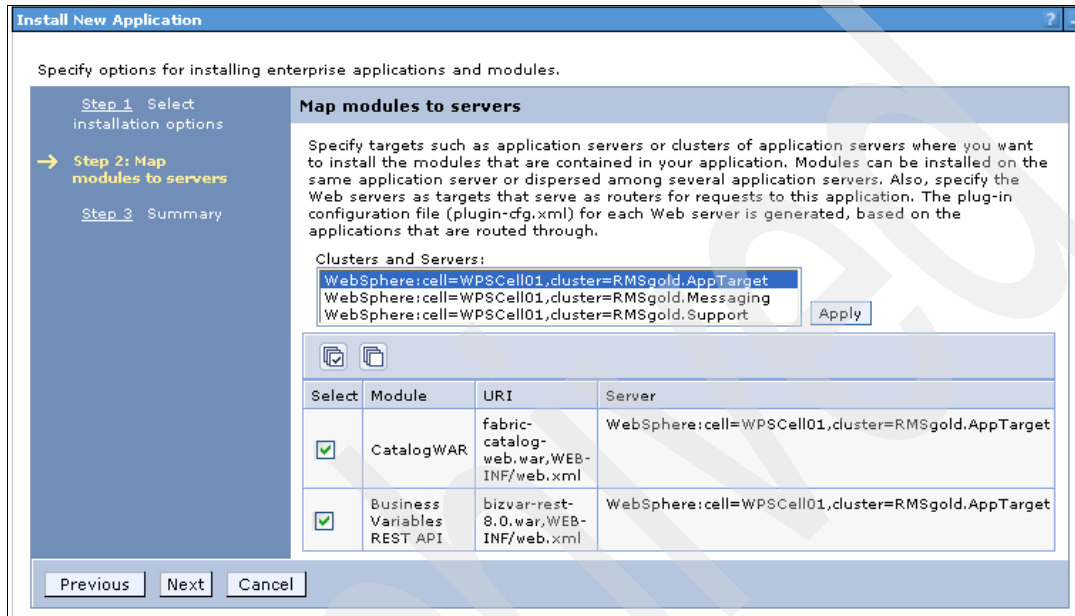 Install New Application
?
Specify options for installing enterprise applications and modules.
Step 1 Select
installation options
Step 2: Map
modules to servers
Step 3 Summary
Map modules to servers
Specify targets such as application servers or clusters of application servers where you want
to install the modules that are contained in your application. Modules can be installed on the
same application server or dispersed among several application servers. Also, specify the
Web servers as targets that serve as routers for requests to this application. The plug-in
configuration file (plugin-cfg.xml) for each Web server is generated, based on the
applications that are routed through.
Clusters and Servers:
WebSphere:cell=WPSCell01,cluster=RMSgold.AppTarget
WebSphere:cell=WPSCell01,cluster=RMSgold.Messaging
WebSphere:cell=WPSCell01,cluster=RMSgold.Support
Apply
Select Module URI Server
CatalogWAR
fabric-
catalog-
web.war,WEB-
INF/web.xml
WebSphere:cell=WPSCell01,cluster=RMSgold.AppTarget
Business
Variables
REST API
bizvar-rest-
8.0.war,WEB-
INF/web.xml
WebSphere:cell=WPSCell01,cluster=RMSgold.AppTarget
Previous Next Cancel